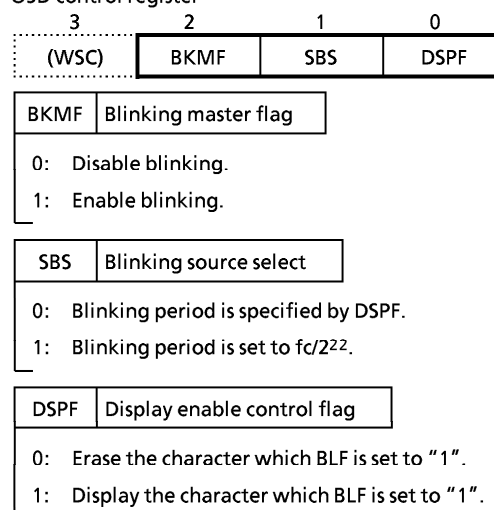 OSD control register
3 2 1 0
(WSC) BKMF SBS DSPF
BKMF Blinking master flag
0: Disable blinking.
1: Enable blinking.
SBS Blinking source select
0: Blinking period is specified by DSPF.
1: Blinking period is set to fc/2²².
DSPF Display enable control flag
0: Erase the character which BLF is set to “1”.
1: Display the character which BLF is set to “1”.